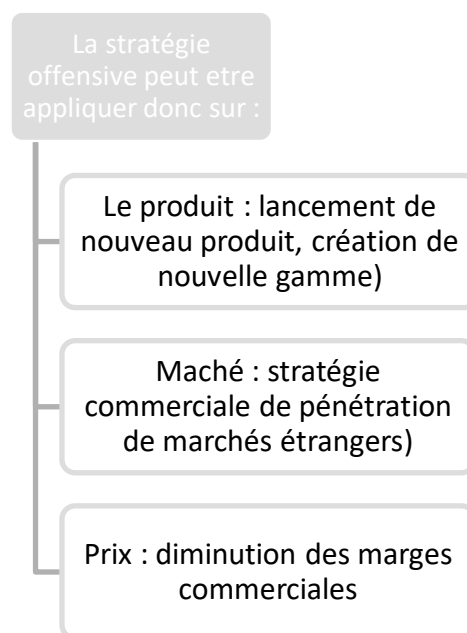 La stratégie
offensive peut etre
appliquer donc sur :
Le produit : lancement de
nouveau produit, création de
nouvelle gamme)
Maché : stratégie
commerciale de pénétration
de marchés étrangers)
Prix : diminution des marges
commerciales